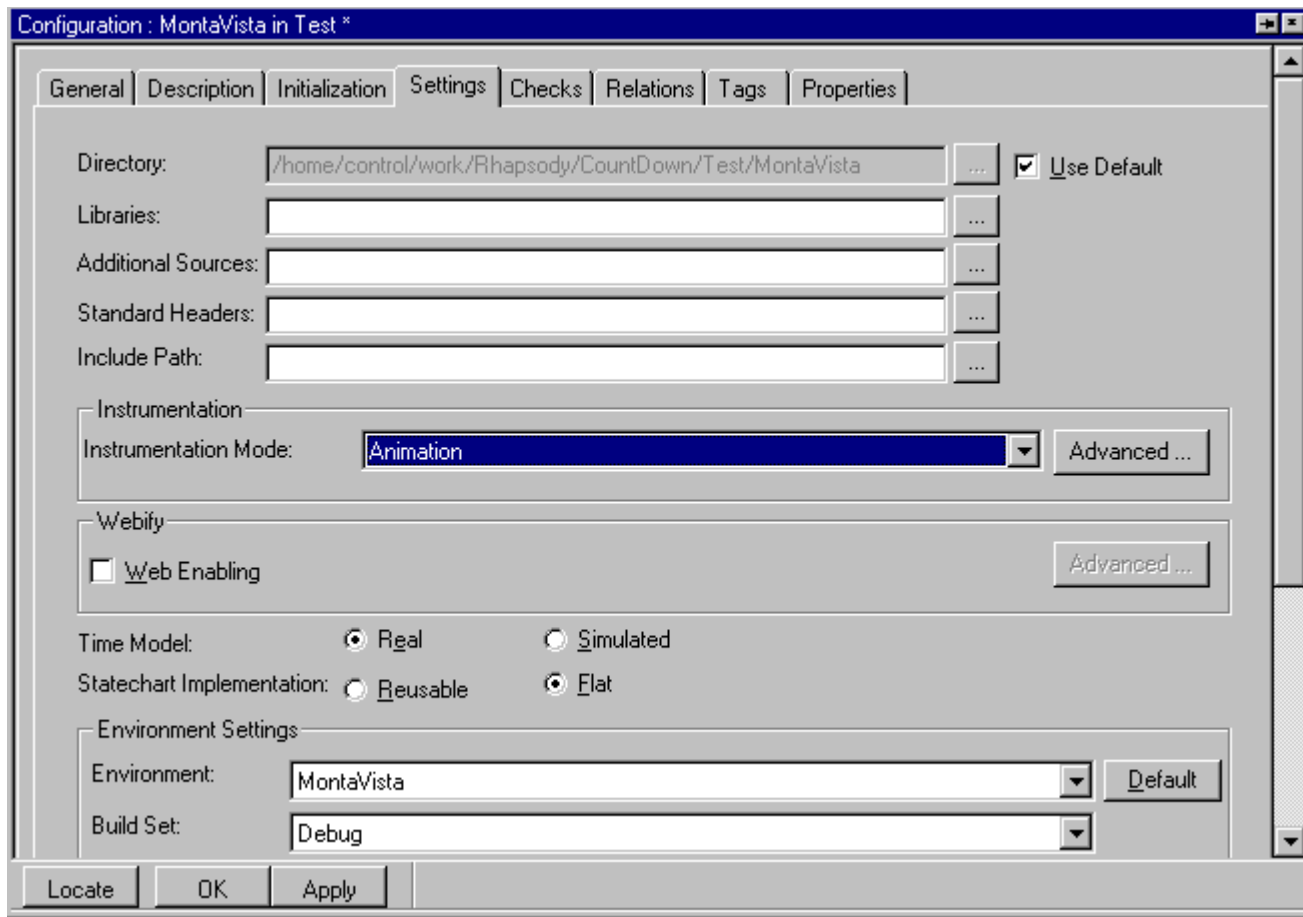 Configuration : MontaVista in Test *
General Description Initialization Settings Checks Relations Tags Properties
Directory: /home/control/work/Rhapsody/CountDown/Test/MontaVista ... Use Default
Libraries: ...
Additional Sources: ...
Standard Headers: ...
Include Path: ...
Instrumentation
Instrumentation Mode: Animation Advanced ...
Webify
Web Enabling Advanced ...
Time Model: Real Simulated
Statechart Implementation: Reusable Flat
Environment Settings
Environment: MontaVista Default
Build Set: Debug
Locate OK Apply